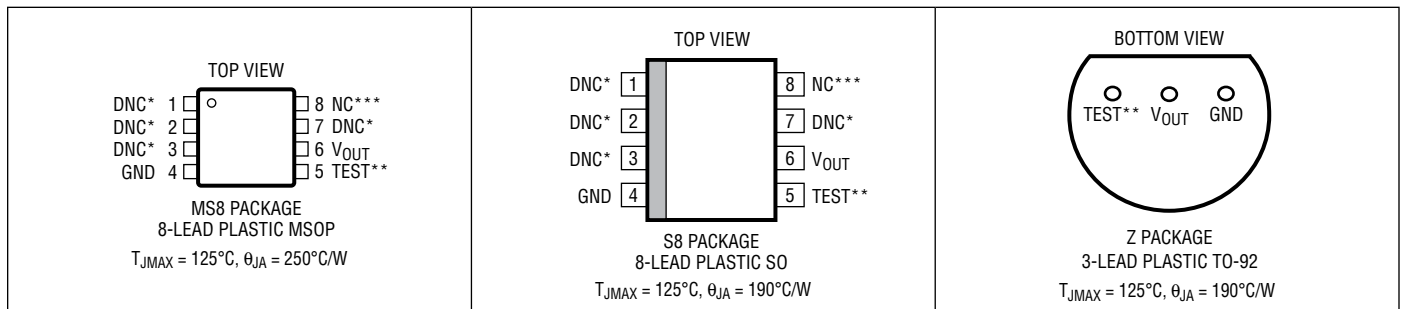 TOP VIEW
DNC* 1 8 NC***
DNC* 2 7 DNC*
DNC* 3 6 VOUT
GND 4 5 TEST**
MS8 PACKAGE
8-LEAD PLASTIC MSOP
TJMAX = 125°C, θJA = 250°C/W
TOP VIEW
DNC* 1 8 NC***
DNC* 2 7 DNC*
DNC* 3 6 VOUT
GND 4 5 TEST**
S8 PACKAGE
8-LEAD PLASTIC SO
TJMAX = 125°C, θJA = 190°C/W
BOTTOM VIEW
TEST** VOUT GND
Z PACKAGE
3-LEAD PLASTIC TO-92
TJMAX = 125°C, θJA = 190°C/W